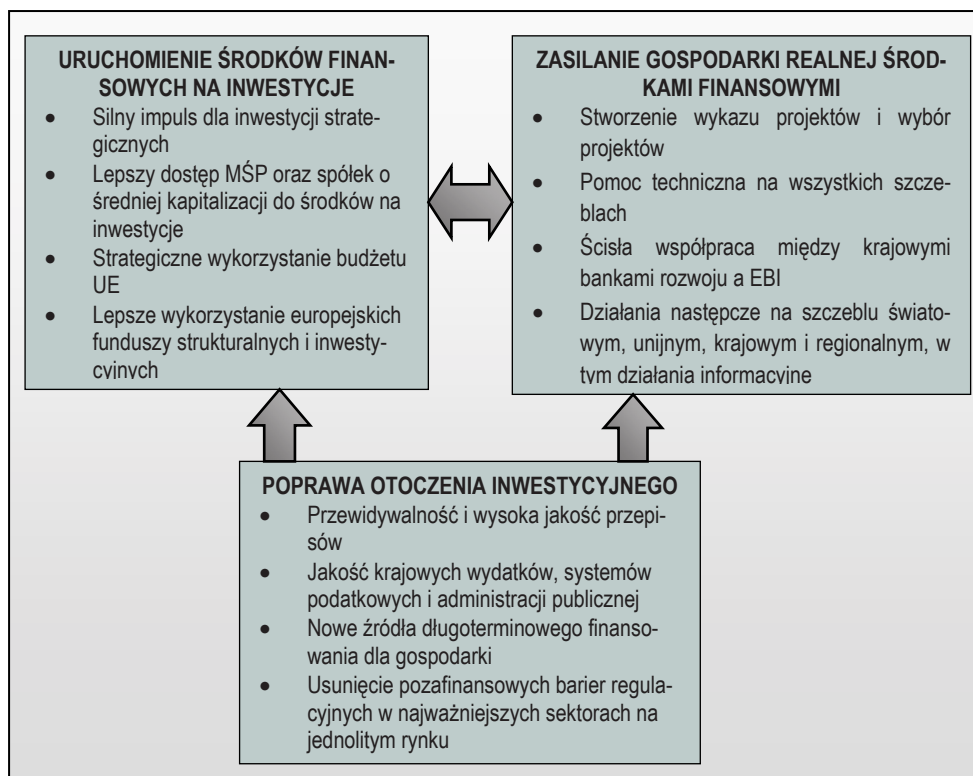 URUCHOMIENIE ŚRODKÓW FINAN-
SOWYCH NA INWESTYCJE
• Silny impuls dla inwestycji strate-
gicznych
• Lepszy dostęp MŚP oraz spółek o
średniej kapitalizacji do środków na
inwestycje
• Strategiczne wykorzystanie budżetu
UE
• Lepsze wykorzystanie europejskich
funduszy strukturalnych i inwesty-
cyjnych
ZASILANIE GOSPODARKI REALNEJ ŚROD-
KAMI FINANSOWYMI
• Stworzenie wykazu projektów i wybór
projektów
• Pomoc techniczna na wszystkich szcze-
blach
• Ścisła współpraca między krajowymi
bankami rozwoju a EBI
• Działania następcze na szczeblu świato-
wym, unijnym, krajowym i regionalnym, w
tym działania informacyjne
POPRAWA OTOCZENIA INWESTYCYJNEGO
• Przewidywalność i wysoka jakość przepi-
sów
• Jakość krajowych wydatków, systemów
podatkowych i administracji publicznej
• Nowe źródła długoterminowego finanso-
wania dla gospodarki
• Usunięcie pozafinansowych barier regula-
cyjnych w najważniejszych sektorach na
jednolitym rynku